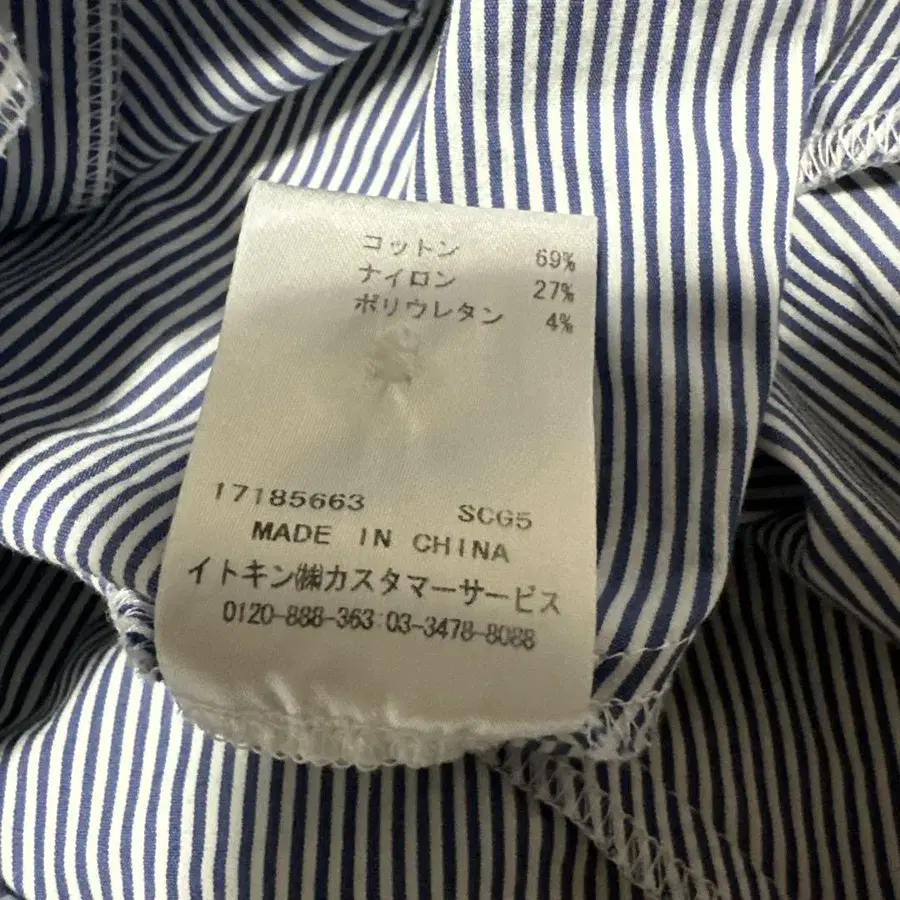 コットン 69%
ナイロン 27%
ポリウレタン 4%
17185663 SCG5
MADE IN CHINA
イトキン㈱カスタマーサービス
0120-888-363:03-3478-8088